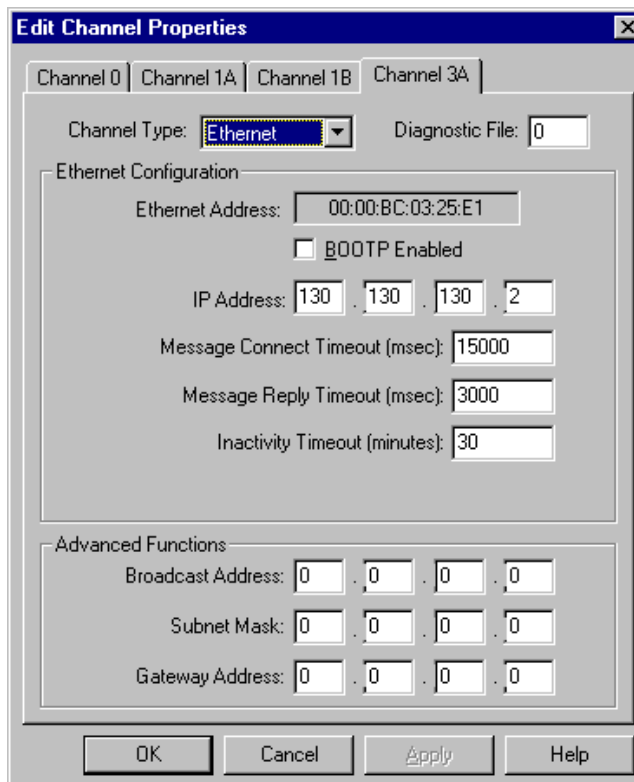 Edit Channel Properties
Channel 0 Channel 1A Channel 1B Channel 3A
Channel Type: Ethernet Diagnostic File: 0
Ethernet Configuration
Ethernet Address: 00:00:BC:03:25:E1
BOOTP Enabled
IP Address: 130 . 130 . 130 . 2
Message Connect Timeout (msec): 15000
Message Reply Timeout (msec): 3000
Inactivity Timeout (minutes): 30
Advanced Functions
Broadcast Address: 0 . 0 . 0 . 0
Subnet Mask: 0 . 0 . 0 . 0
Gateway Address: 0 . 0 . 0 . 0
OK Cancel Apply Help